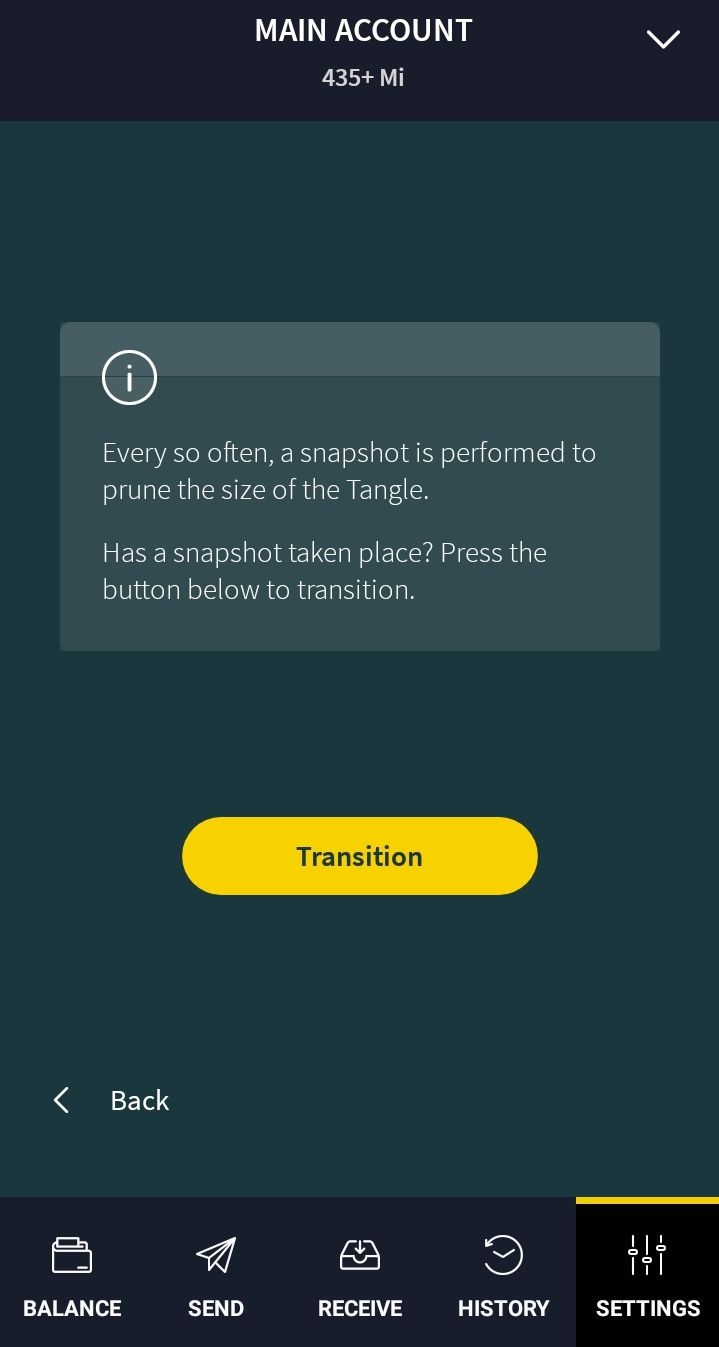 MAIN ACCOUNT
435+ Mi
Every so often, a snapshot is performed to
prune the size of the Tangle.
Has a snapshot taken place? Press the
button below to transition.
Transition
Back
BALANCE
SEND
RECEIVE
HISTORY
SETTINGS